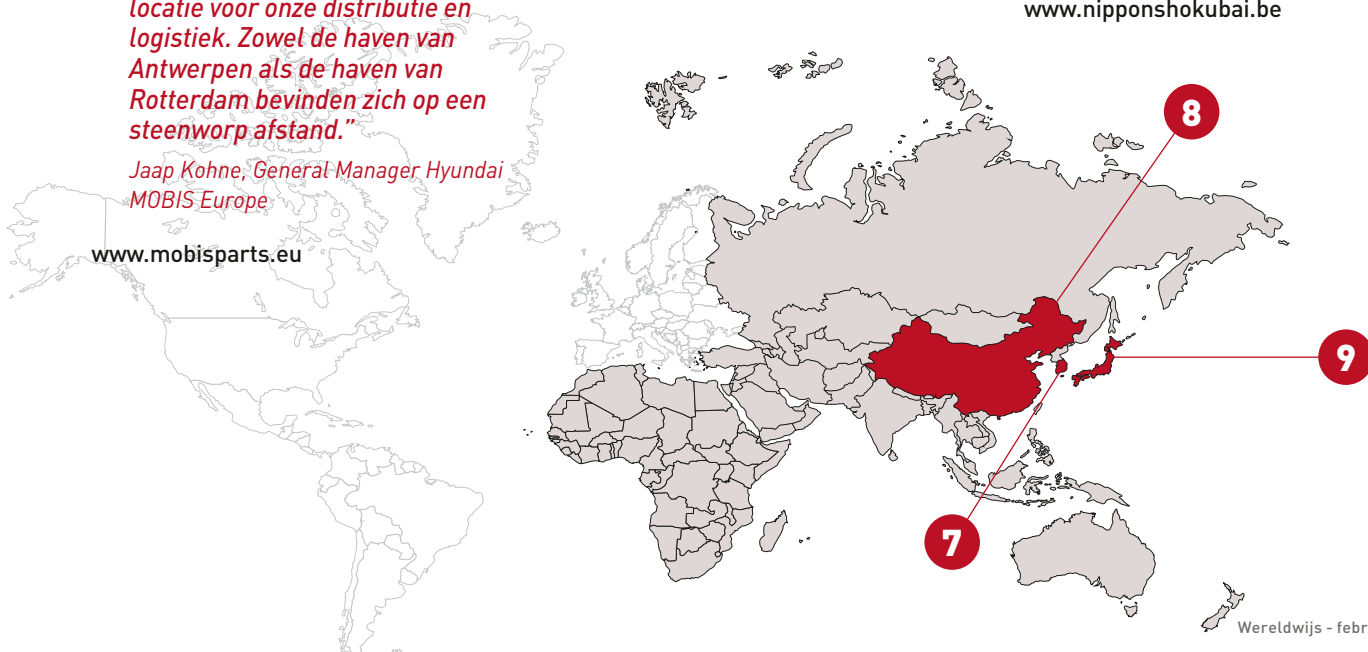 locatie voor onze distributie en
logistiek. Zowel de haven van
Antwerpen als de haven van
Rotterdam bevinden zich op een
steenworp afstand.”
Jaap Kohne, General Manager Hyundai
MOBIS Europe
www.mobisparts.eu
www.nipponshokubai.be
8
9
7
Wereldwijs - febr